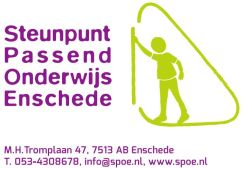 Steunpunt
Passend
Onderwijs
Enschede
M.H.Tromplaan 47, 7513 AB Enschede
T. 053-4308678, info@spoe.nl, www.spoe.nl